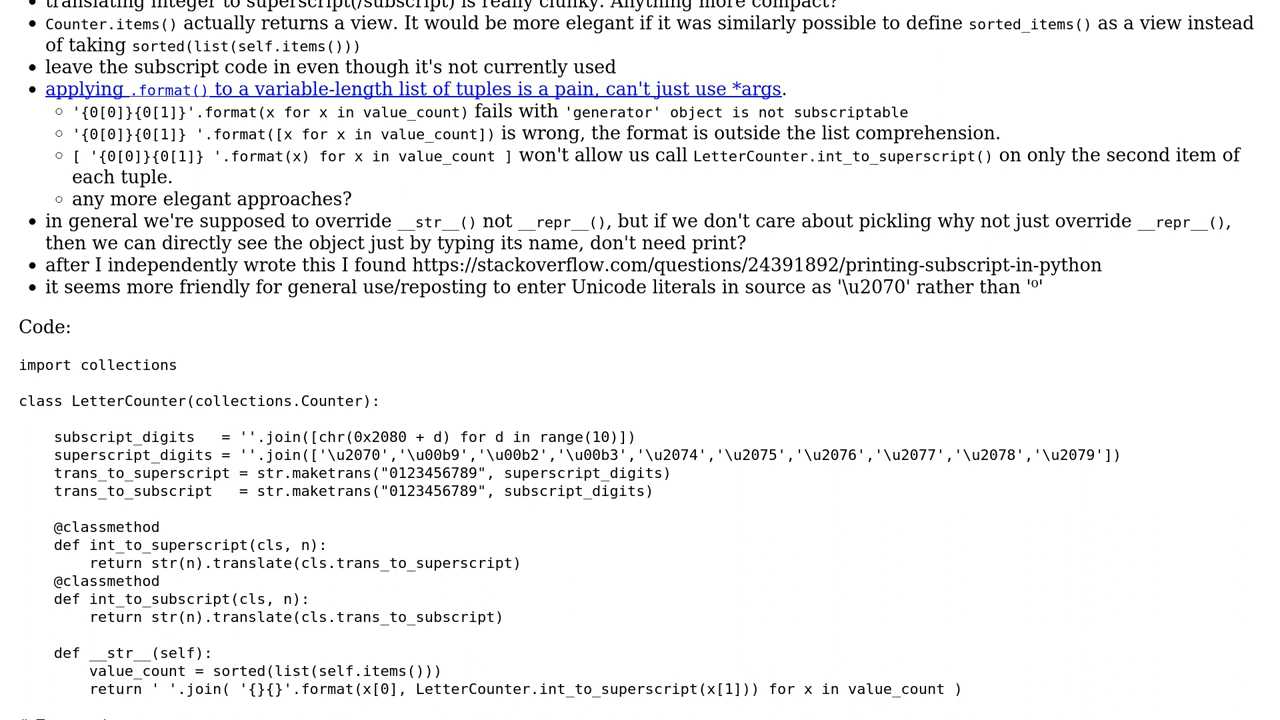 translating integer to superscript(/subscript) is really clunky. Anything more compact?
Counter.items() actually returns a view. It would be more elegant if it was similarly possible to define sorted_items() as a view instead
of taking sorted(list(self.items()))
leave the subscript code in even though it's not currently used
applying .format() to a variable-length list of tuples is a pain, can't just use *args.
'{0[0]}{0[1]}'.format(x for x in value_count) fails with 'generator' object is not subscriptable
'{0[0]}{0[1]} '.format([x for x in value_count]) is wrong, the format is outside the list comprehension.
[ '{0[0]}{0[1]} '.format(x) for x in value_count ] won't allow us call LetterCounter.int_to_superscript() on only the second item of
each tuple.
any more elegant approaches?
in general we're supposed to override __str__() not __repr__(), but if we don't care about pickling why not just override __repr__(),
then we can directly see the object just by typing its name, don't need print?
after I independently wrote this I found https://stackoverflow.com/questions/24391892/printing-subscript-in-python
it seems more friendly for general use/reposting to enter Unicode literals in source as '\u2070' rather than '⁰'
Code:
import collections
class LetterCounter(collections.Counter):
subscript_digits   = ''.join([chr(0x2080 + d) for d in range(10)])
superscript_digits = ''.join(['\u2070','\u00b9','\u00b2','\u00b3','\u2074','\u2075','\u2076','\u2077','\u2078','\u2079'])
trans_to_superscript = str.maketrans("0123456789", superscript_digits)
trans_to_subscript   = str.maketrans("0123456789", subscript_digits)
@classmethod
def int_to_superscript(cls, n):
return str(n).translate(cls.trans_to_superscript)
@classmethod
def int_to_subscript(cls, n):
return str(n).translate(cls.trans_to_subscript)
def __str__(self):
value_count = sorted(list(self.items()))
return ' '.join( '{}{}'.format(x[0], LetterCounter.int_to_superscript(x[1])) for x in value_count )